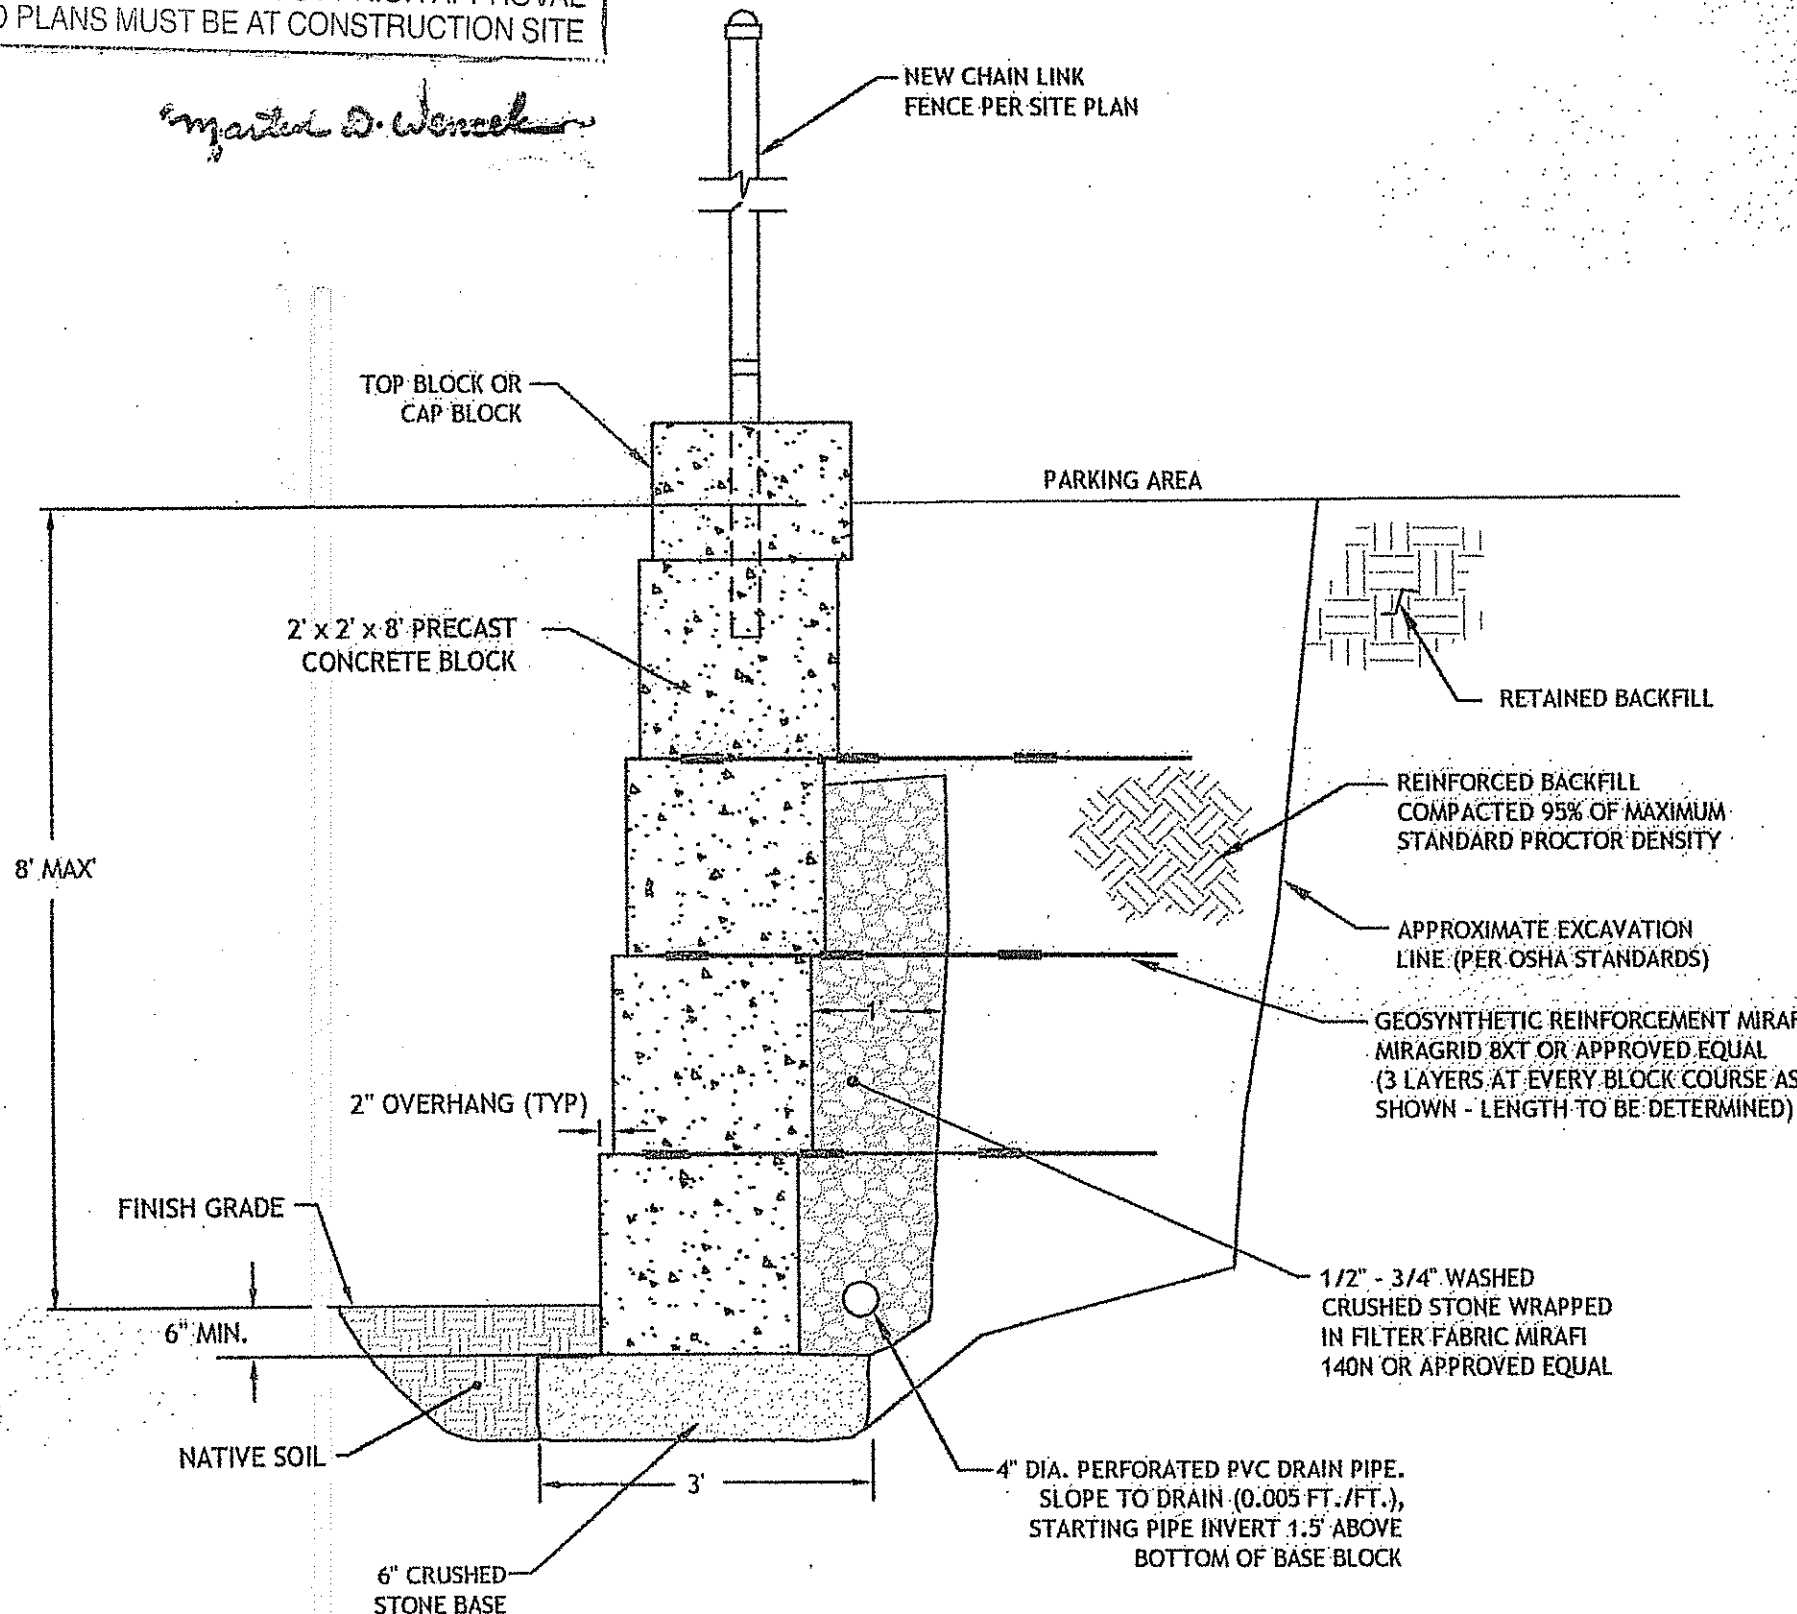 PRIOR APPROVAL
PLANS MUST BE AT CONSTRUCTION SITE
NEW CHAIN LINK
FENCE PER SITE PLAN
TOP BLOCK OR
CAP BLOCK
PARKING AREA
2' x 2' x 8' PRECAST
CONCRETE BLOCK
RETAINED BACKFILL
REINFORCED BACKFILL
COMPACTED 95% OF MAXIMUM
STANDARD PROCTOR DENSITY
8' MAX'
APPROXIMATE EXCAVATION
LINE (PER OSHA STANDARDS)
1'
GEOSYNTHETIC REINFORCEMENT MIRAF
MIRAGRID 8XT OR APPROVED EQUAL
(3 LAYERS AT EVERY BLOCK COURSE AS
SHOWN - LENGTH TO BE DETERMINED)
2" OVERHANG (TYP)
FINISH GRADE
6" MIN.
1/2" - 3/4" WASHED
CRUSHED STONE WRAPPED
IN FILTER FABRIC MIRAFI
140N OR APPROVED EQUAL
NATIVE SOIL
3'
4" DIA. PERFORATED PVC DRAIN PIPE.
SLOPE TO DRAIN (0.005 FT./FT.),
STARTING PIPE INVERT 1.5' ABOVE
BOTTOM OF BASE BLOCK
6" CRUSHED
STONE BASE